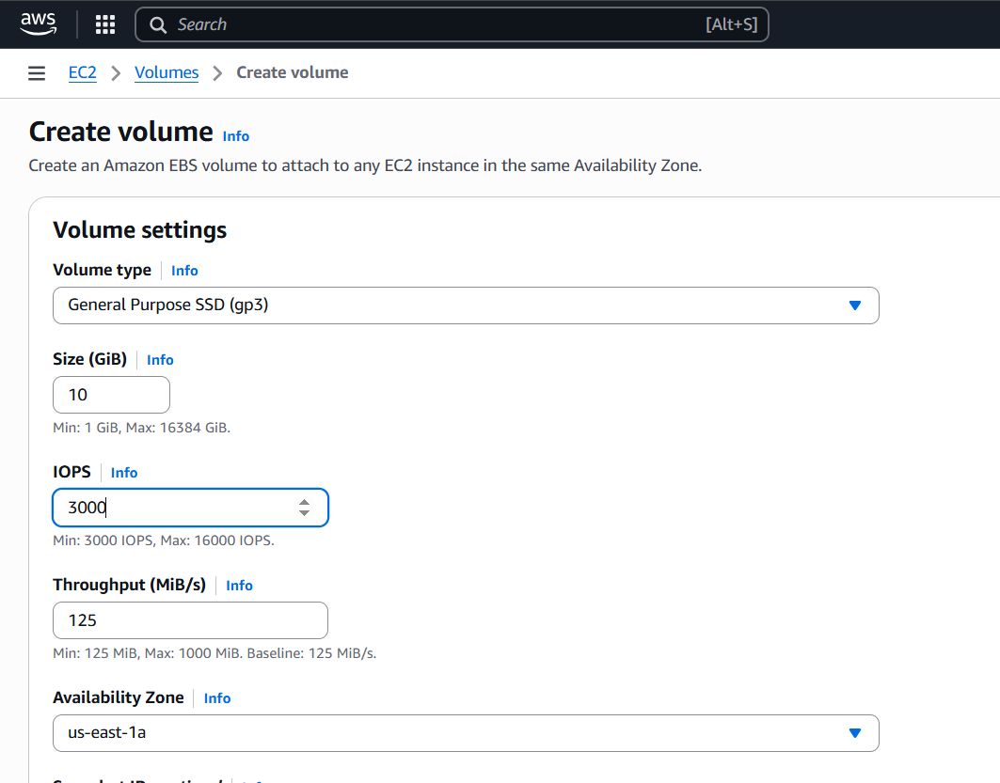 aws Search [Alt+S]
EC2 Volumes Create volume
Create volume Info
Create an Amazon EBS volume to attach to any EC2 instance in the same Availability Zone.
Volume settings
Volume type Info
General Purpose SSD (gp3)
Size (GiB) Info
10
Min: 1 GiB, Max: 16384 GiB.
IOPS Info
3000
Min: 3000 IOPS, Max: 16000 IOPS.
Throughput (MiB/s) Info
125
Min: 125 MiB, Max: 1000 MiB. Baseline: 125 MiB/s.
Availability Zone Info
us-east-1a